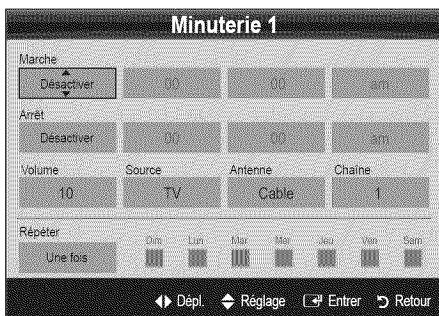 Minuterie 1
Marche
Désactiver 00 00 am
Arrêt
Désactiver 00 00 am
Volume Source Antenne Chaîne
10 TV Cable 1
Répéter Dim Lun Mar Mer Jeu Ven Sam
Une fois
Dépl. Réglage Entrer Retour